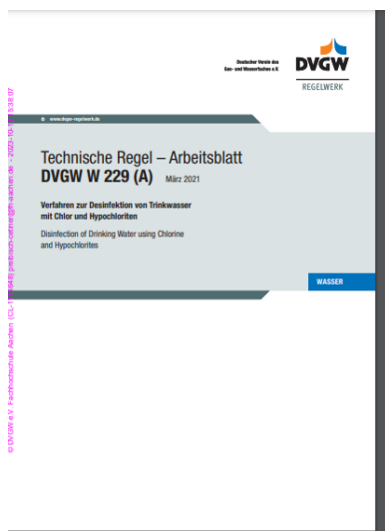 Deutscher Verein des
Gas- und Wasserfaches e.V.
DVGW
REGELWERK
www.dvgw-regelwerk.de
Technische Regel – Arbeitsblatt
DVGW W 229 (A) März 2021
Verfahren zur Desinfektion von Trinkwasser
mit Chlor und Hypochloriten
Disinfection of Drinking Water using Chlorine
and Hypochlorites
WASSER
© DVGW e.V. Fachhochschule Aachen